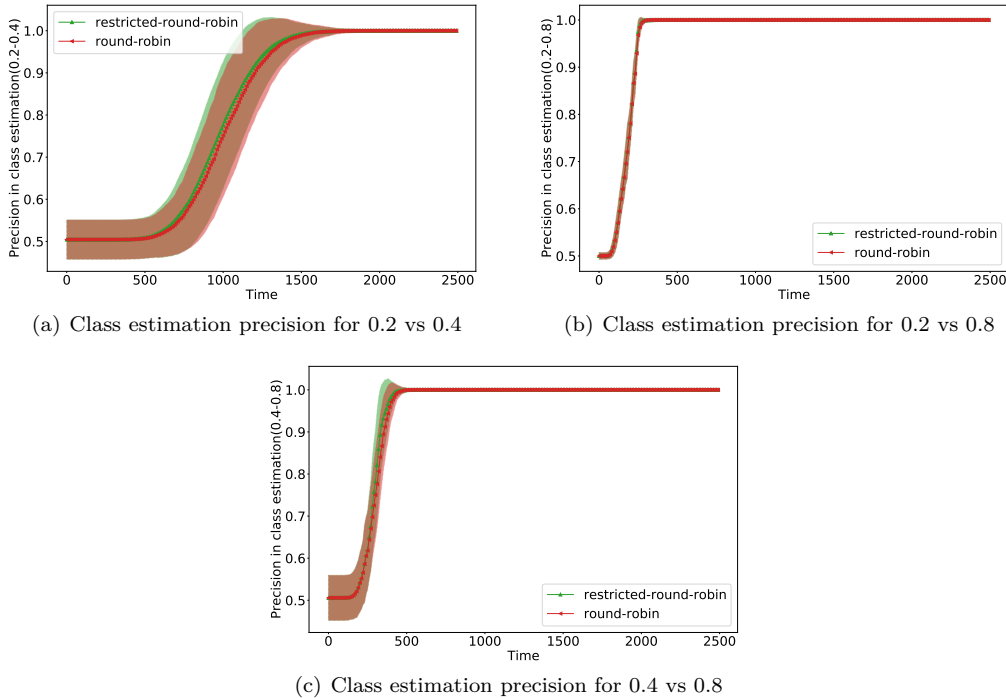 Precision in class estimation(0.2-0.4)
1.0
0.9
0.8
0.7
0.6
0.5
restricted-round-robin
round-robin
0 500 1000 1500 2000 2500
Time
(a) Class estimation precision for 0.2 vs 0.4
Precision in class estimation(0.2-0.8)
1.0
0.9
0.8
0.7
0.6
0.5
restricted-round-robin
round-robin
0 500 1000 1500 2000 2500
Time
(b) Class estimation precision for 0.2 vs 0.8
Precision in class estimation(0.4-0.8)
1.0
0.9
0.8
0.7
0.6
0.5
restricted-round-robin
round-robin
0 500 1000 1500 2000 2500
Time
(c) Class estimation precision for 0.4 vs 0.8